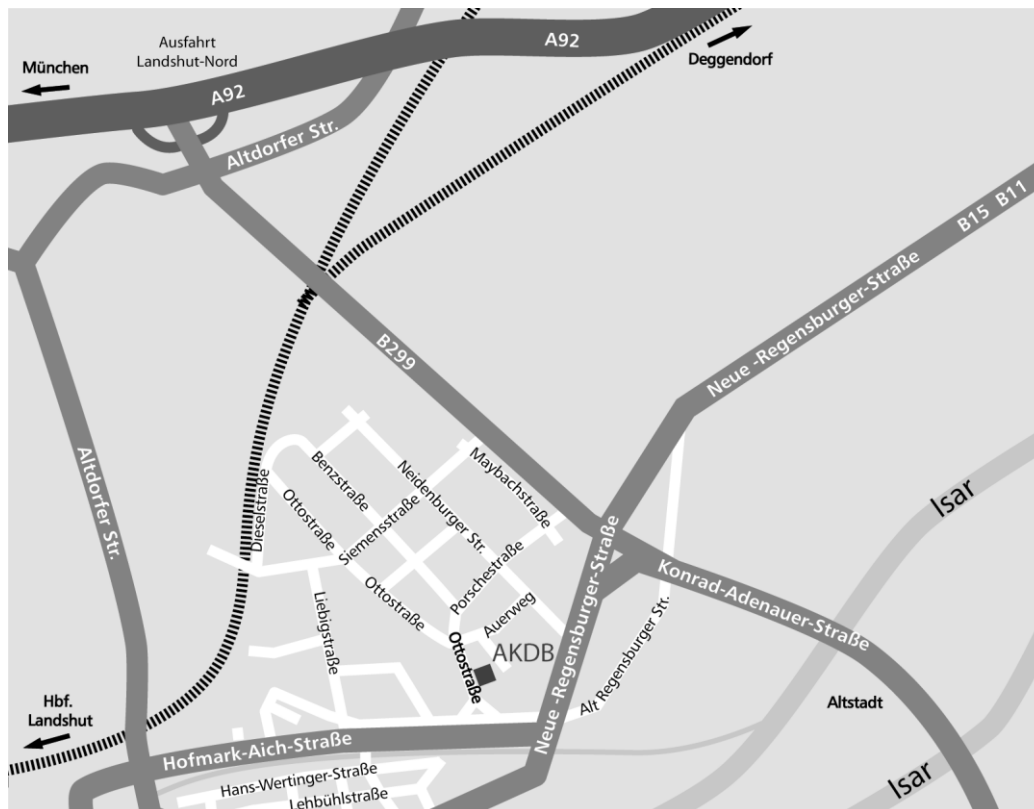 Ausfahrt
Landshut-Nord
A92
München
Deggendorf
A92
Altdorfer Str.
B15 B11
Neue -Regensburger-Straße
B299
Altdorfer Str.
Dieselstraße
Benzstraße
Ottostraße
Neidenburger Str.
Maybachstraße
Siemensstraße
Isar
Porschestraße
Neue -Regensburger-Straße
Konrad-Adenauer-Straße
Liebigstraße
Ottostraße
Auerweg
Ottostraße
AKDB
Alt Regensburger Str.
Hbf.
Landshut
Altstadt
Hofmark-Aich-Straße
Hans-Wertinger-Straße
Lehbühlstraße
Isar